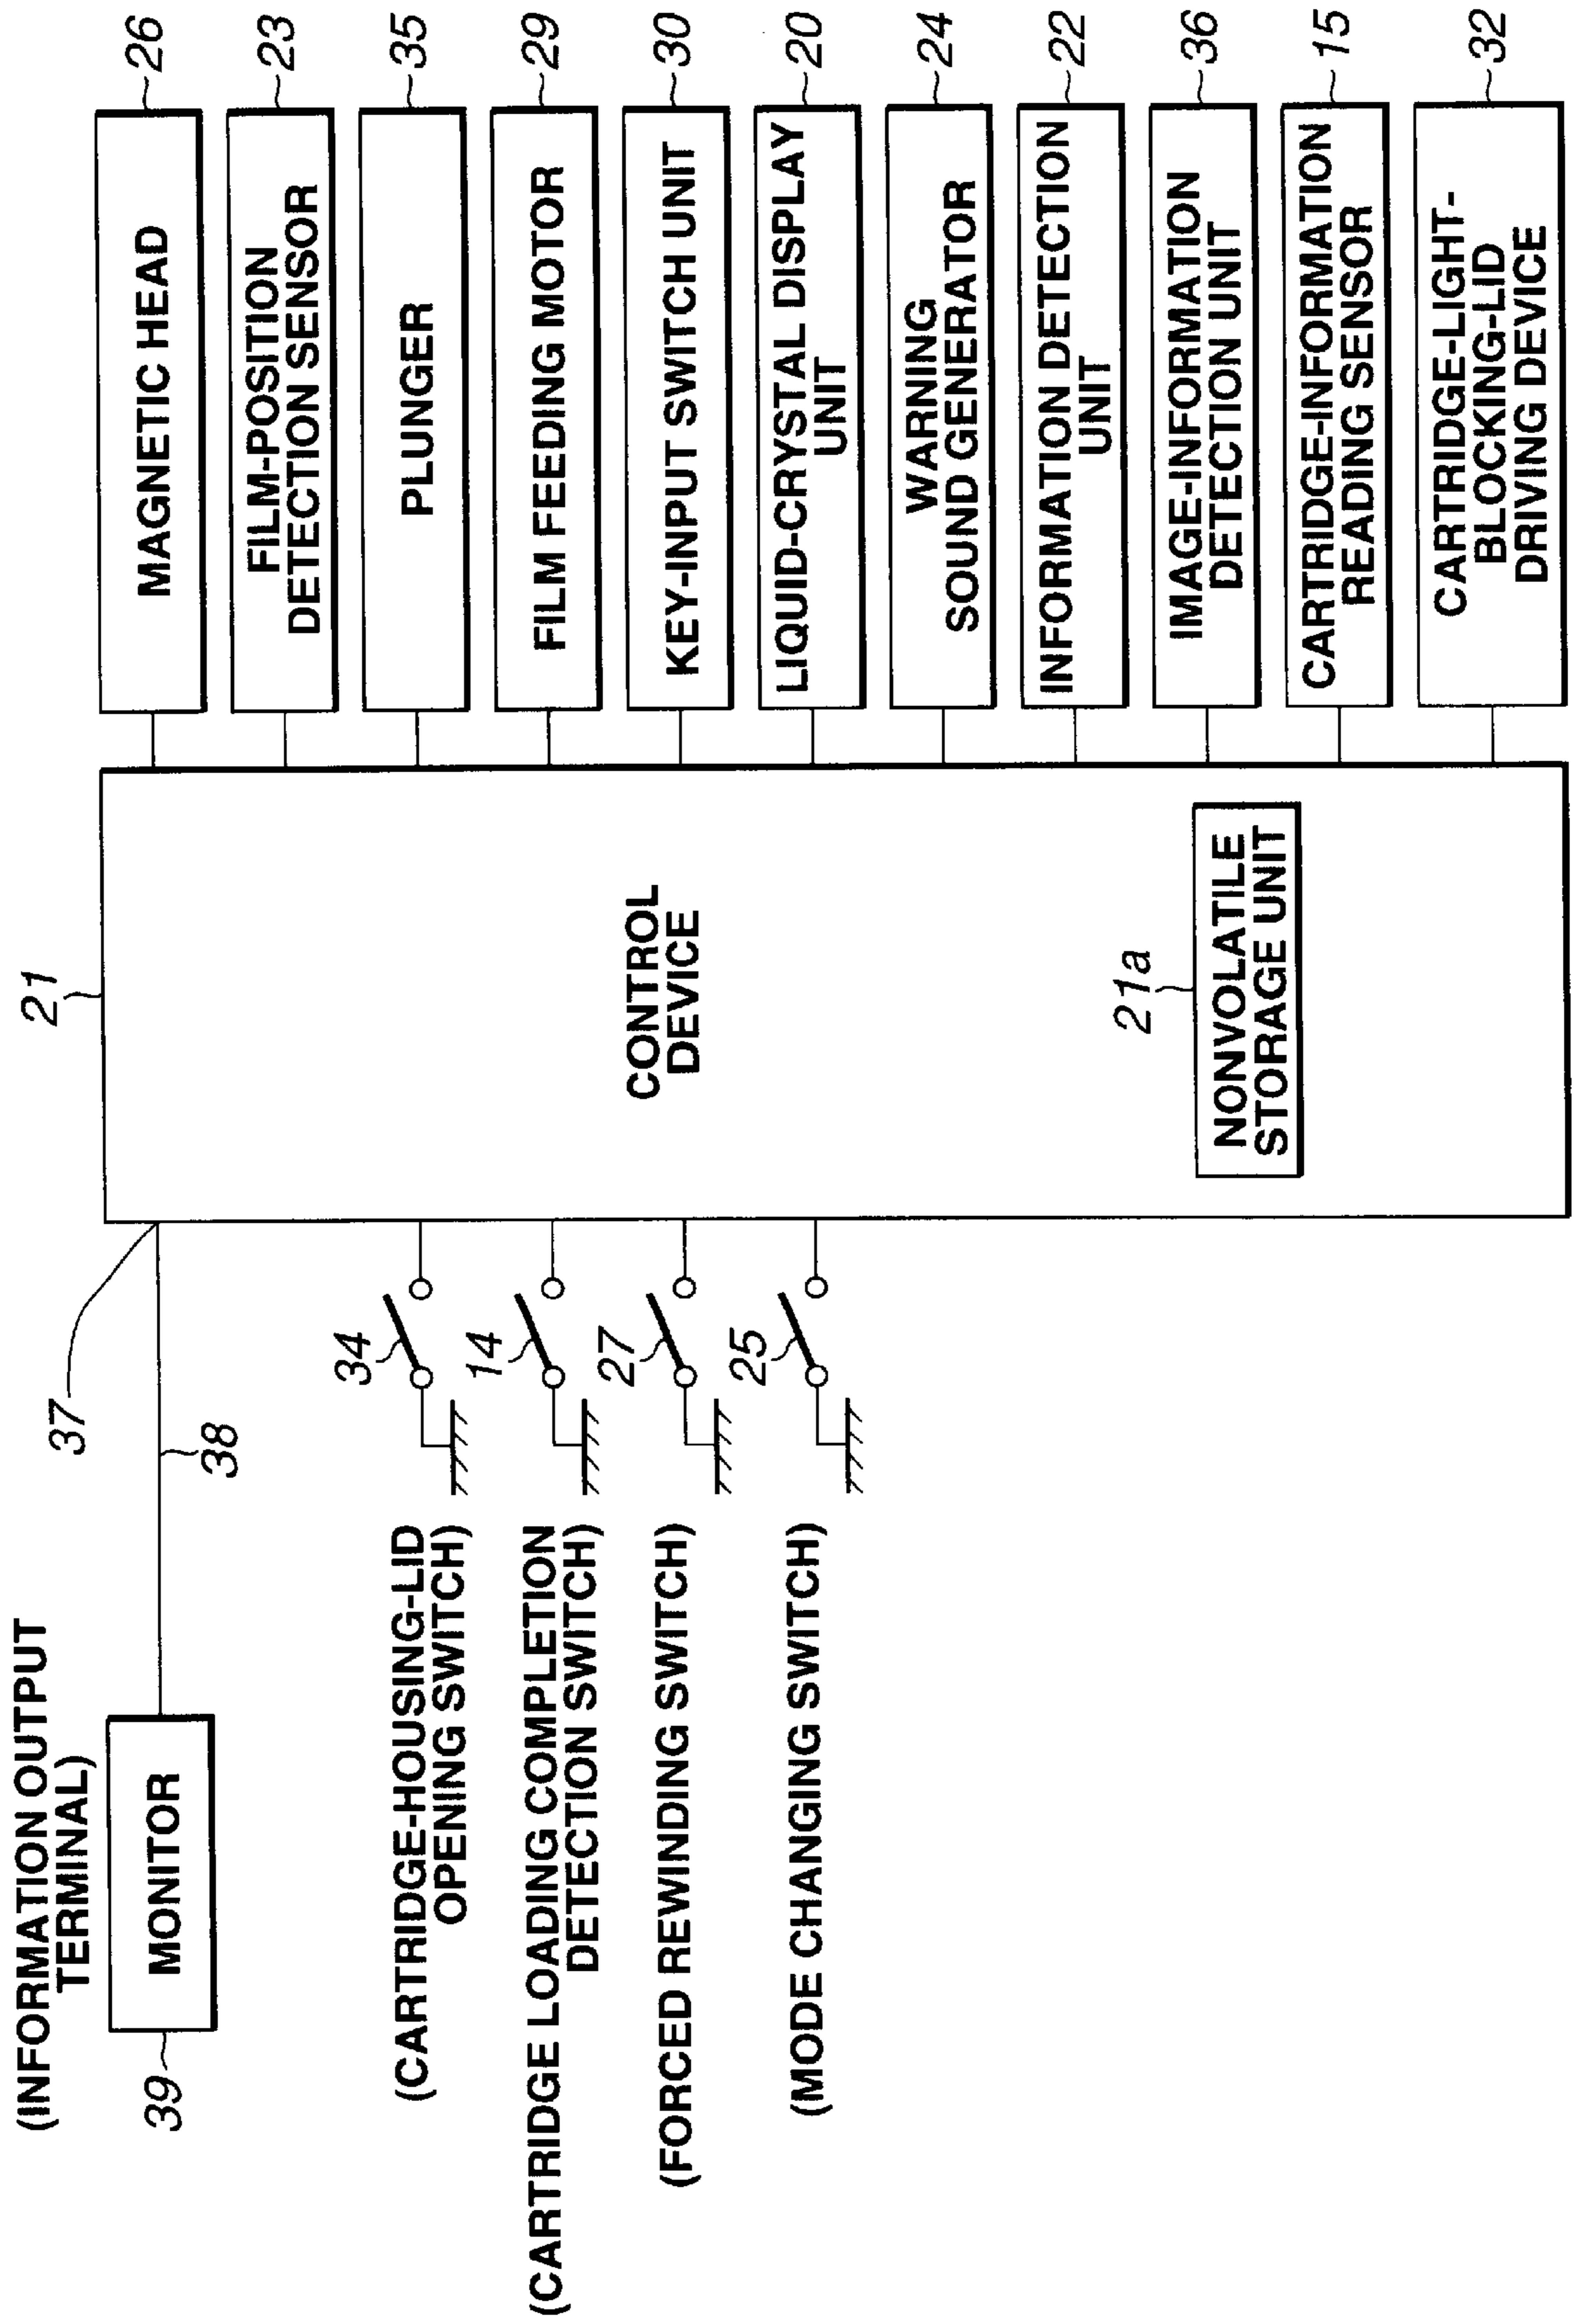 (INFORMATION OUTPUT
TERMINAL)
37
21
39
MONITOR
38
(CARTRIDGE-HOUSING-LID
OPENING SWITCH)
34
(CARTRIDGE LOADING COMPLETION
DETECTION SWITCH)
14
(FORCED REWINDING SWITCH)
27
(MODE CHANGING SWITCH)
25
CONTROL
DEVICE
21a
NONVOLATILE
STORAGE UNIT
MAGNETIC HEAD
26
FILM-POSITION
DETECTION SENSOR
23
PLUNGER
35
FILM FEEDING MOTOR
29
KEY-INPUT SWITCH UNIT
30
LIQUID-CRYSTAL DISPLAY
UNIT
20
WARNING
SOUND GENERATOR
24
INFORMATION DETECTION
UNIT
22
IMAGE-INFORMATION
DETECTION UNIT
36
CARTRIDGE-INFORMATION
READING SENSOR
15
CARTRIDGE-LIGHT-
BLOCKING-LID
DRIVING DEVICE
32